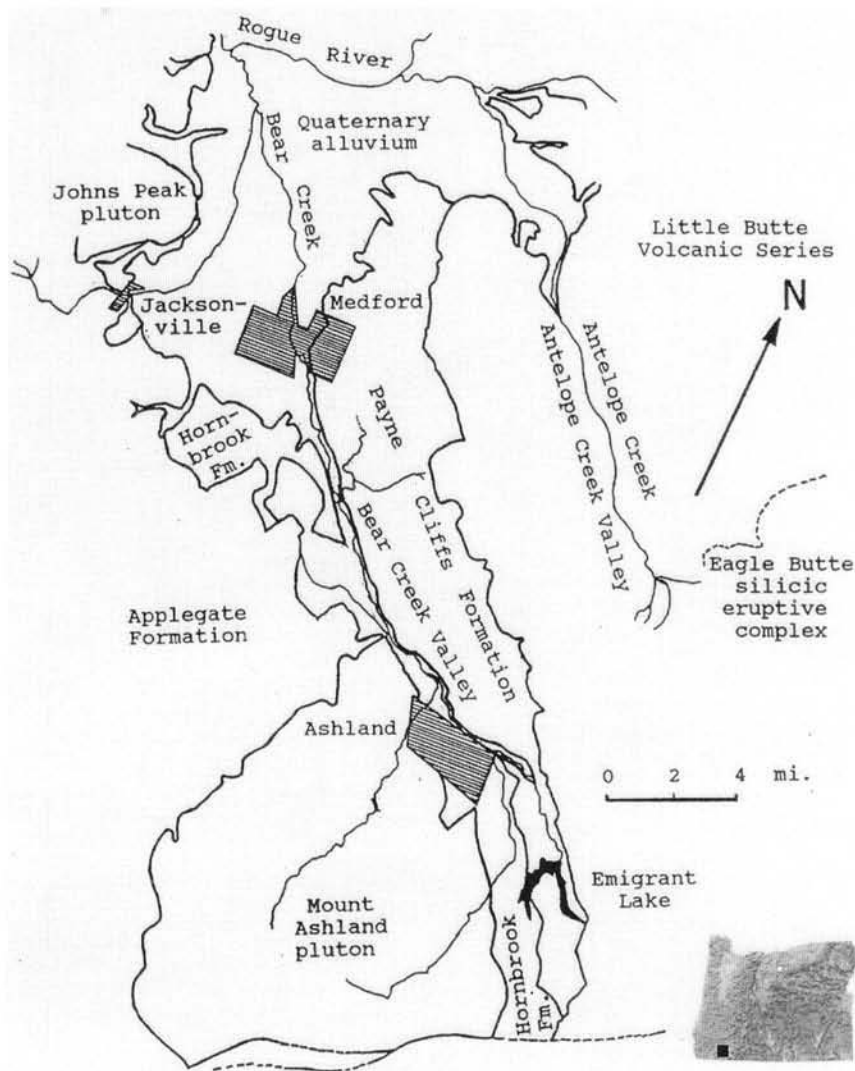 Rogue River
Bear Creek
Quaternary
alluvium
Johns Peak
pluton
Little Butte
Volcanic Series
N
Jackson-
ville
Medford
Antelope Creek
Antelope Creek Valley
Payne Cliffs Formation
Horn-
brook
Fm.
Bear Creek Valley
Eagle Butte
silicic
eruptive
complex
Applegate
Formation
Ashland
0 2 4 mi.
Emigrant
Lake
Mount
Ashland
pluton
Hornbrook
Fm.